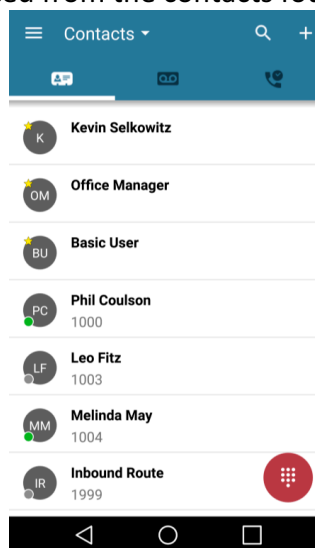 Contacts
K
Kevin Selkowitz
OM
Office Manager
BU
Basic User
PC
Phil Coulson
1000
LF
Leo Fitz
1003
MM
Melinda May
1004
IR
Inbound Route
1999